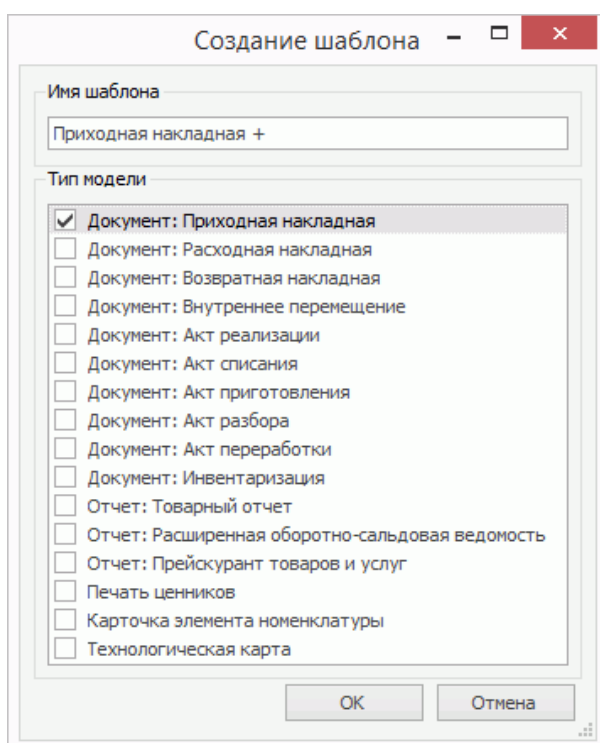 Создание шаблона
Имя шаблона
Приходная накладная +
Тип модели
Документ: Приходная накладная
Документ: Расходная накладная
Документ: Возвратная накладная
Документ: Внутреннее перемещение
Документ: Акт реализации
Документ: Акт списания
Документ: Акт приготовления
Документ: Акт разбора
Документ: Акт переработки
Документ: Инвентаризация
Отчет: Товарный отчет
Отчет: Расширенная оборотно-сальдовая ведомость
Отчет: Прейскурант товаров и услуг
Печать ценников
Карточка элемента номенклатуры
Технологическая карта
OK Отмена